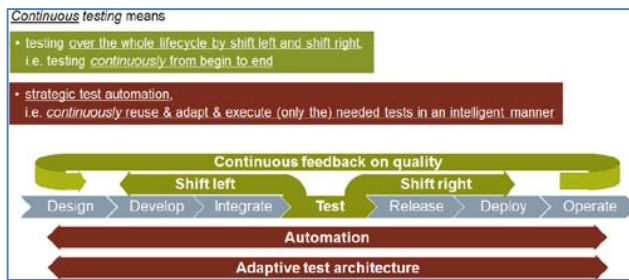 Continuous testing means
• testing over the whole lifecycle by shift left and shift right,
i.e. testing continuously from begin to end
• strategic test automation,
i.e. continuously reuse & adapt & execute (only the) needed tests in an intelligent manner
Continuous feedback on quality
Shift left
Shift right
Design
Develop
Integrate
Test
Release
Deploy
Operate
Automation
Adaptive test architecture